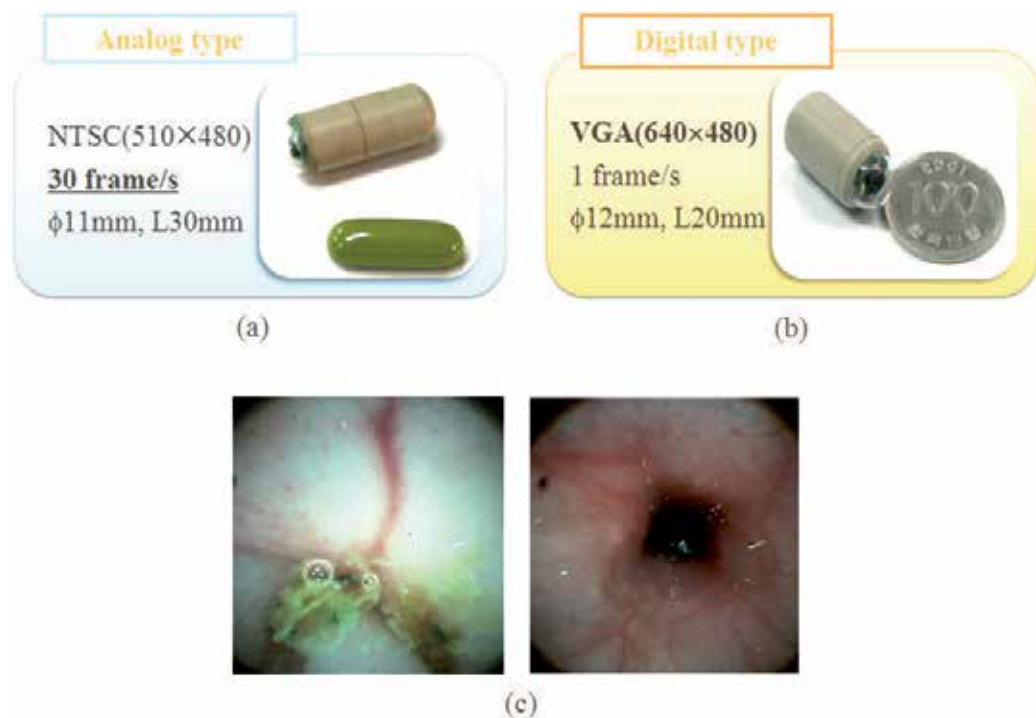 Analog type
NTSC(510×480)
30 frame/s
ϕ11mm, L30mm
(a)
Digital type
VGA(640×480)
1 frame/s
ϕ12mm, L20mm
100
(b)
(c)